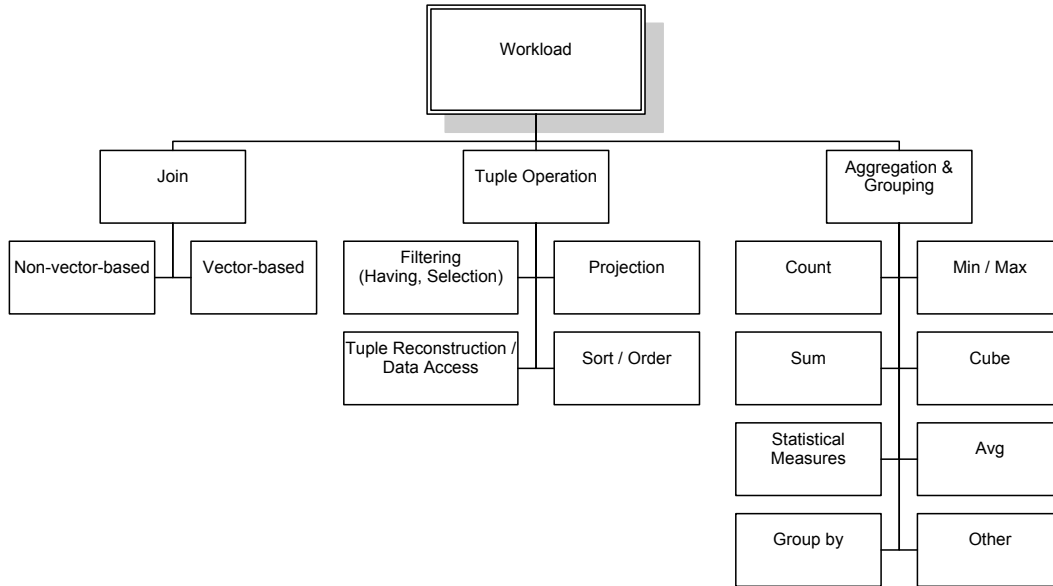 Workload
Join
Tuple Operation
Aggregation &
Grouping
Non-vector-based
Vector-based
Filtering
(Having, Selection)
Projection
Tuple Reconstruction /
Data Access
Sort / Order
Count
Min / Max
Sum
Cube
Statistical
Measures
Avg
Group by
Other